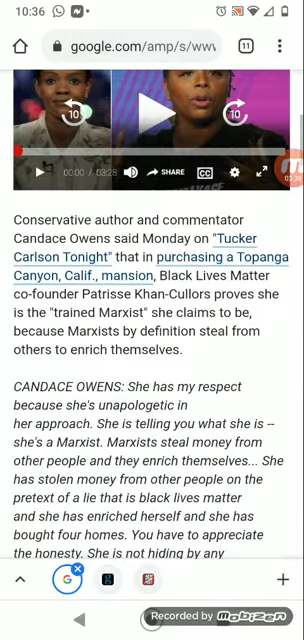 10:36
google.com/amp/s/www
11
10
10
00:00 / 03:28
SHARE
CC
Conservative author and commentator
Candace Owens said Monday on "Tucker
Carlson Tonight" that in purchasing a Topanga
Canyon, Calif., mansion, Black Lives Matter
co-founder Patrisse Khan-Cullors proves she
is the "trained Marxist" she claims to be,
because Marxists by definition steal from
others to enrich themselves.
CANDACE OWENS: She has my respect
because she's unapologetic in
her approach. She is telling you what she is --
she's a Marxist. Marxists steal money from
other people and they enrich themselves... She
has stolen money from other people on the
pretext of a lie that is black lives matter
and she has enriched herself and she has
bought four homes. You have to appreciate
the honesty. She is not hiding by any
Recorded by Mobizen